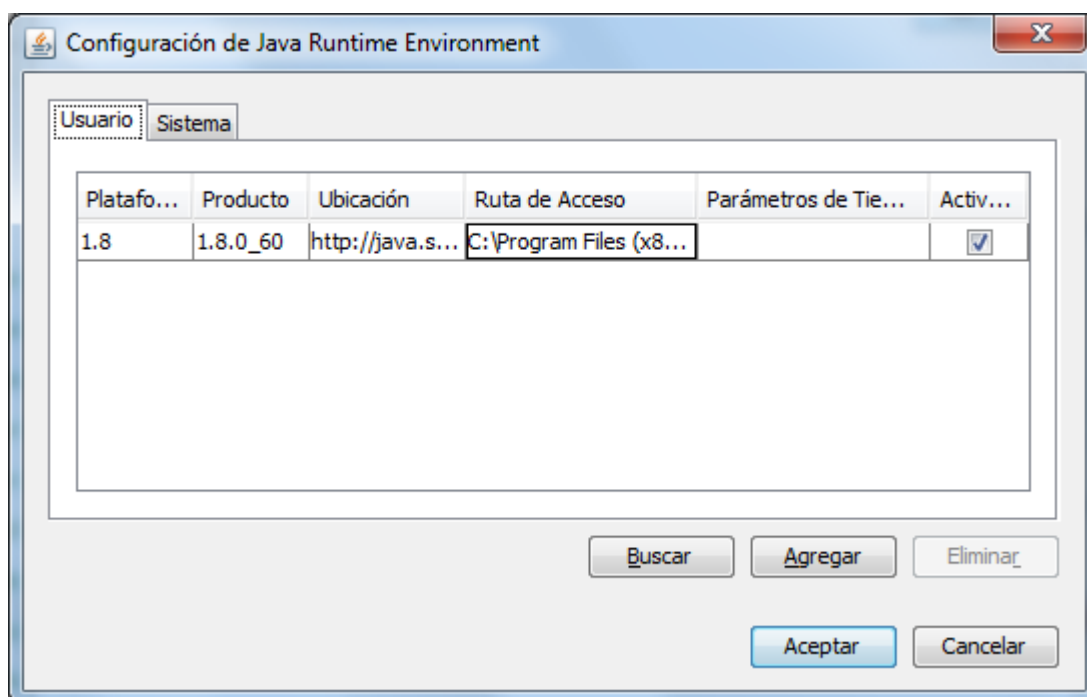 Configuración de Java Runtime Environment
Usuario Sistema
Platafo... Producto Ubicación Ruta de Acceso Parámetros de Tie... Activ...
1.8 1.8.0_60 http://java.s... C:\Program Files (x8...
Buscar Agregar Eliminar
Aceptar Cancelar